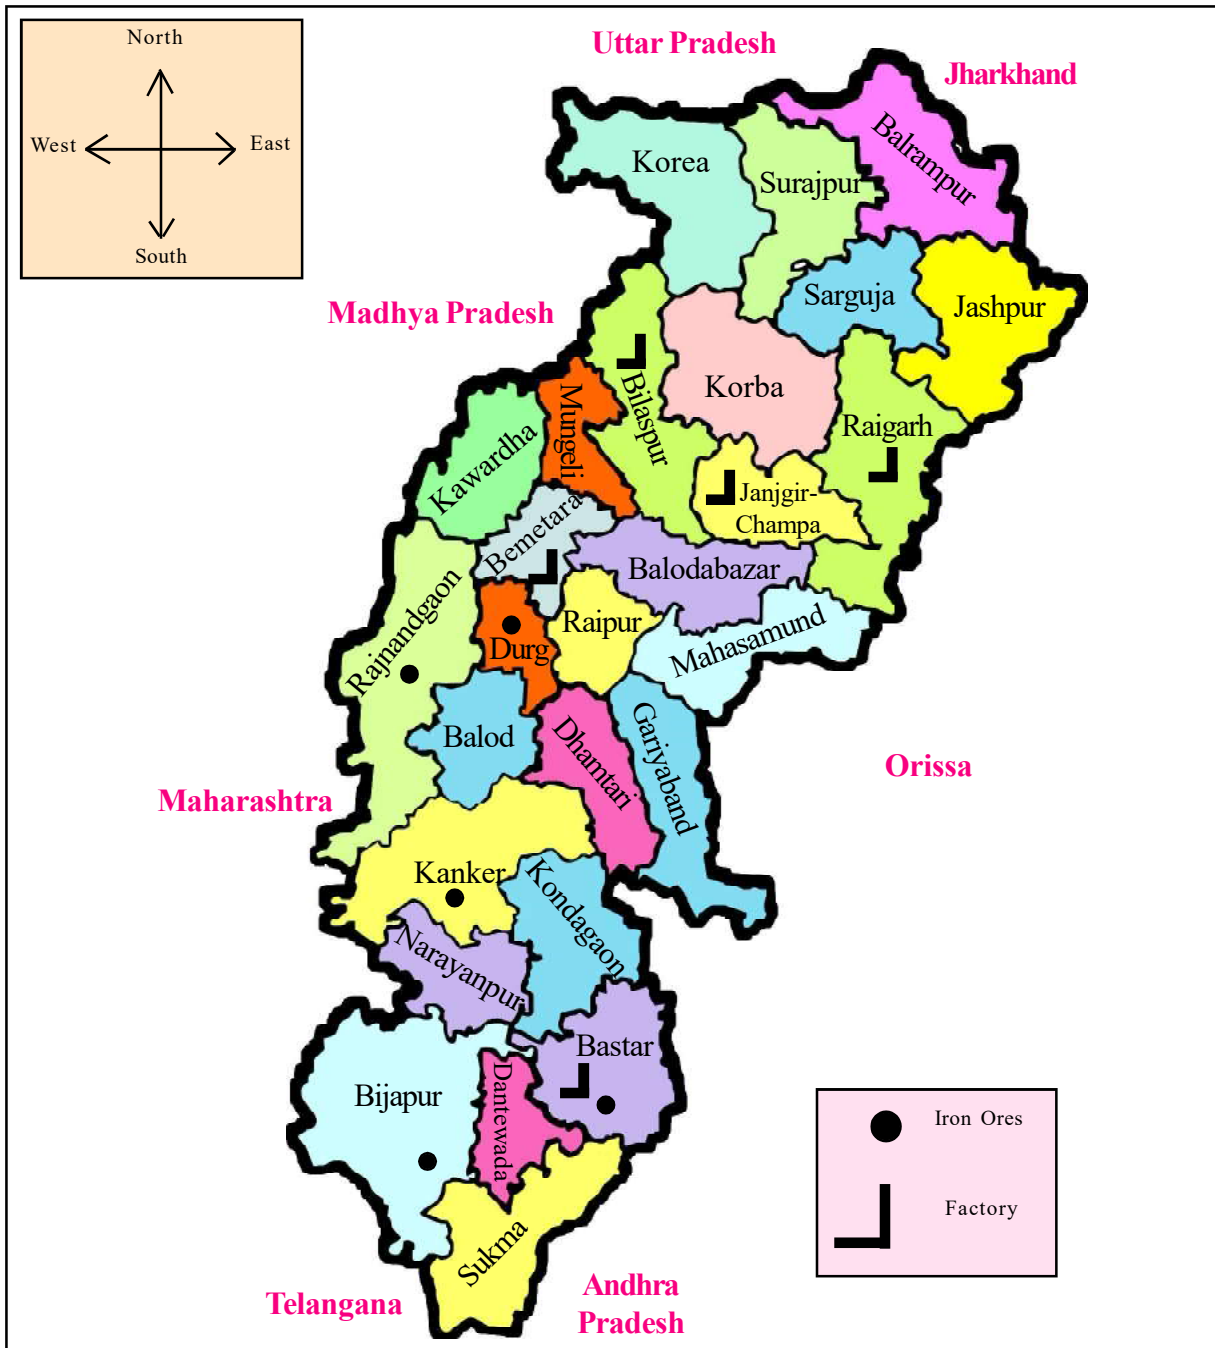 North
West
East
South
Uttar Pradesh
Jharkhand
Balrampur
Korea
Surajpur
Sarguja
Jashpur
Madhya Pradesh
Korba
Bilaspur
Mungeli
Raigarh
Kawardha
Janjgir-
Champa
Bemetara
Balodabazar
Rajnandgaon
Raipur
Durg
Mahasamund
Balod
Dhamtari
Gariyaband
Orissa
Maharashtra
Kanker
Kondagaon
Narayanpur
Bastar
Bijapur
Dantewada
Iron Ores
Factory
Sukma
Telangana
Andhra
Pradesh